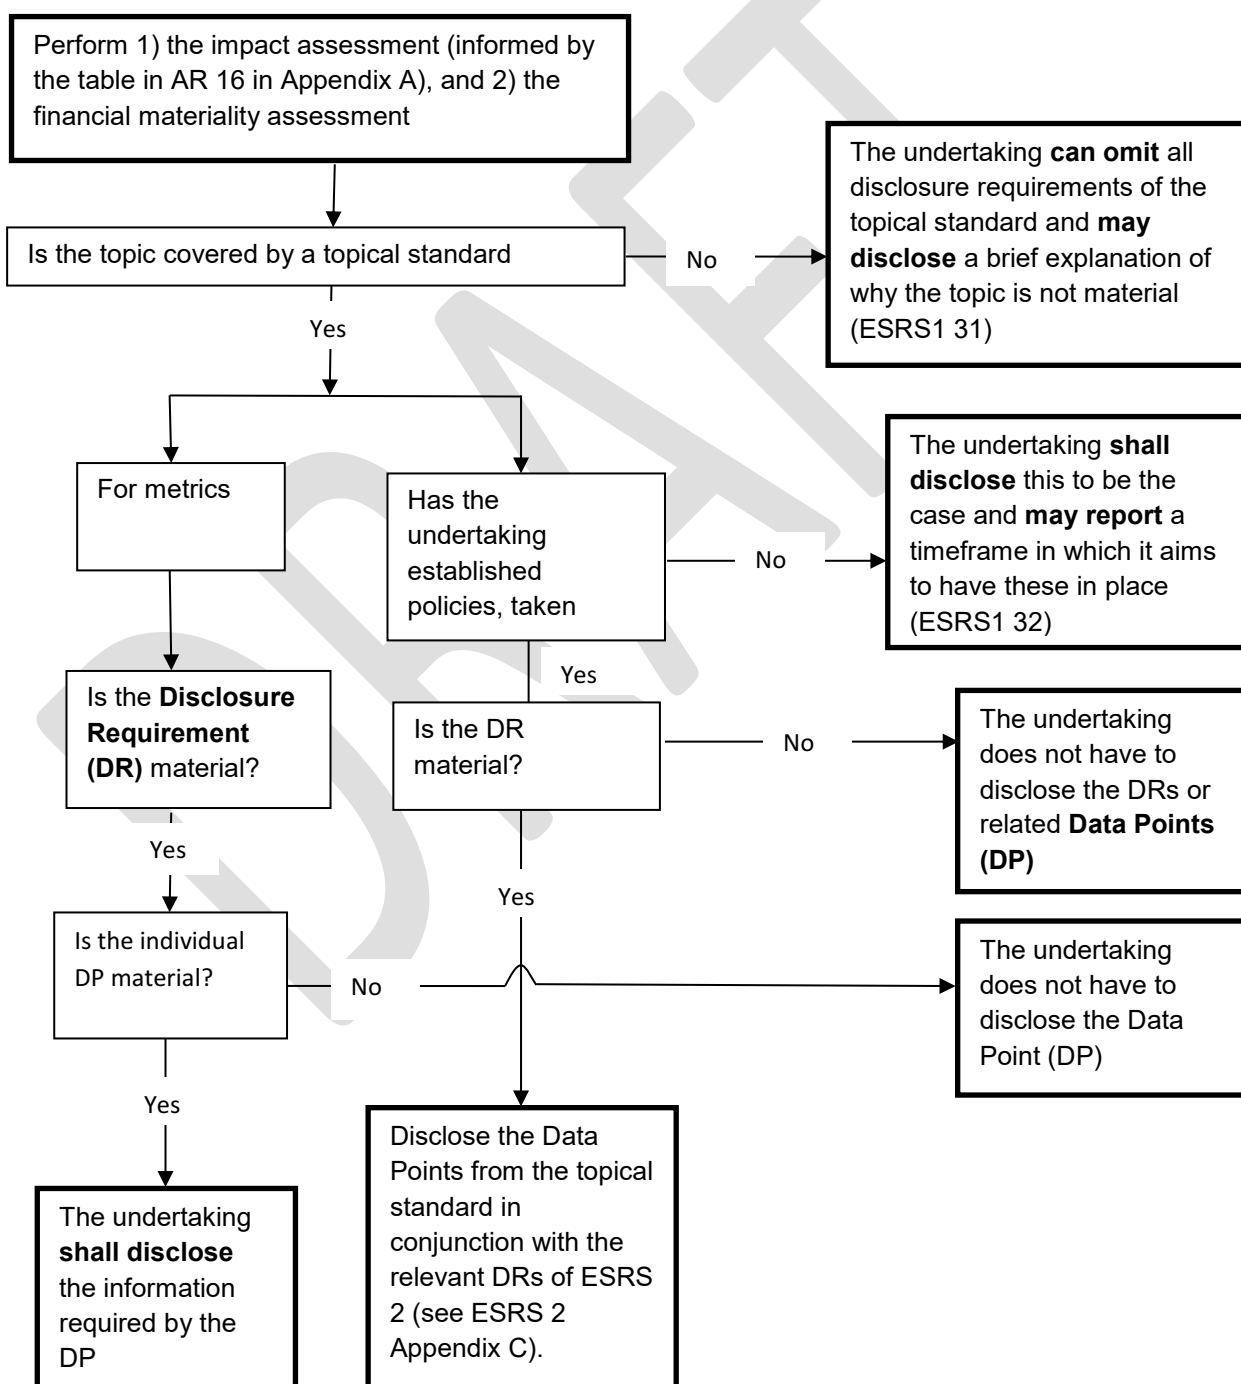 Perform 1) the impact assessment (informed by
the table in AR 16 in Appendix A), and 2) the
financial materiality assessment
The undertaking can omit all
disclosure requirements of the
topical standard and may
disclose a brief explanation of
why the topic is not material
(ESRS1 31)
Is the topic covered by a topical standard
No
Yes
For metrics
Has the
undertaking
established
policies, taken
No
The undertaking shall
disclose this to be the
case and may report a
timeframe in which it aims
to have these in place
(ESRS1 32)
Yes
Is the Disclosure
Requirement
(DR) material?
Is the DR
material?
No
The undertaking
does not have to
disclose the DRs or
related Data Points
(DP)
Yes
Yes
Is the individual
DP material?
No
The undertaking
does not have to
disclose the Data
Point (DP)
Yes
The undertaking
shall disclose
the information
required by the
DP
Disclose the Data
Points from the topical
standard in
conjunction with the
relevant DRs of ESRS
2 (see ESRS 2
Appendix C).
DRAFT